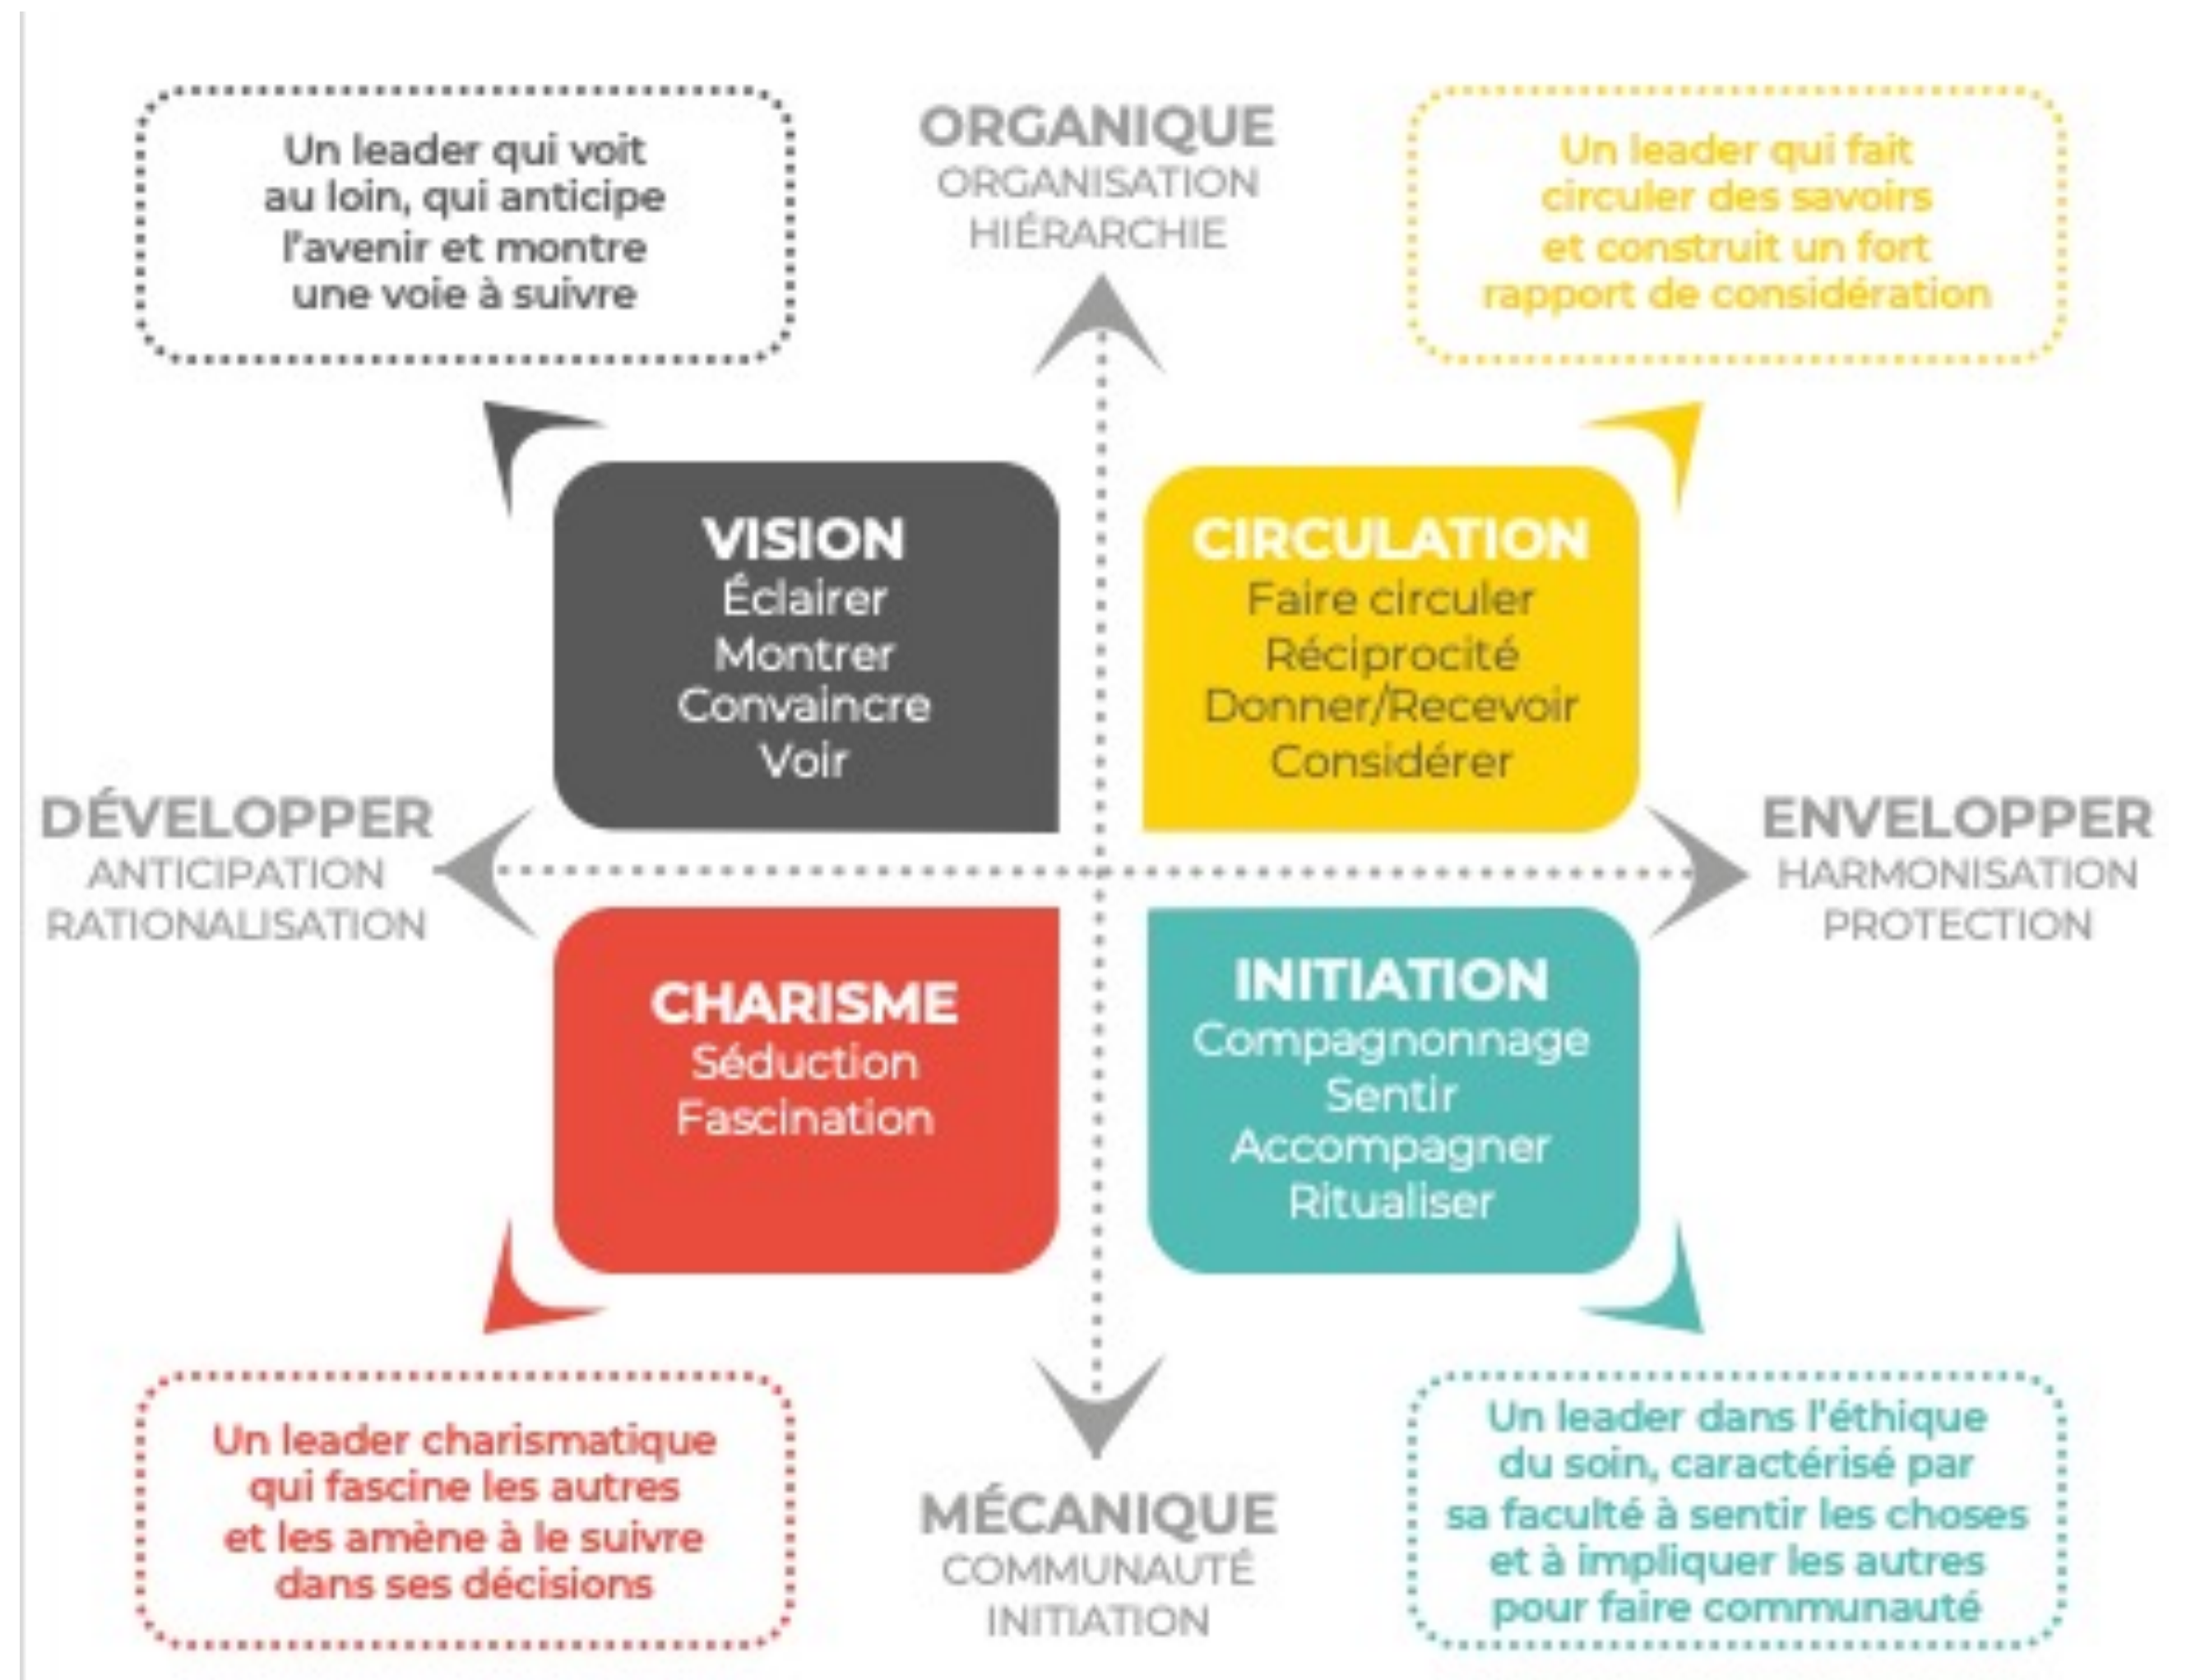 Un leader qui voit
au loin, qui anticipe
l'avenir et montre
une voie à suivre
ORGANIQUE
ORGANISATION
HIÉRARCHIE
Un leader qui fait
circuler des savoirs
et construit un fort
rapport de considération
VISION
Éclairer
Montrer
Convaincre
Voir
CIRCULATION
Faire circuler
Réciprocité
Donner/Recevoir
Considérer
DÉVELOPPER
ANTICIPATION
RATIONALISATION
ENVELOPPER
HARMONISATION
PROTECTION
CHARISME
Séduction
Fascination
INITIATION
Compagnonnage
Sentir
Accompagner
Ritualiser
Un leader charismatique
qui fascine les autres
et les amène à le suivre
dans ses décisions
MÉCANIQUE
COMMUNAUTÉ
INITIATION
Un leader dans l'éthique
du soin, caractérisé par
sa faculté à sentir les choses
et à impliquer les autres
pour faire communauté